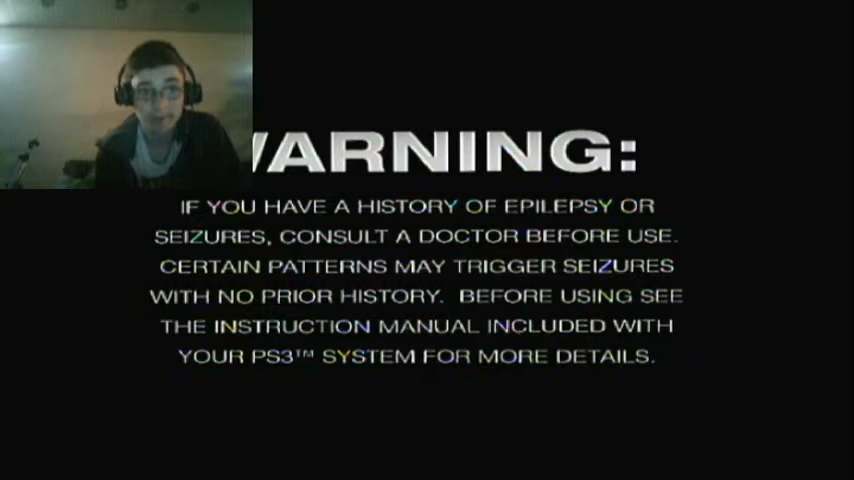 WARNING:
IF YOU HAVE A HISTORY OF EPILEPSY OR
SEIZURES, CONSULT A DOCTOR BEFORE USE.
CERTAIN PATTERNS MAY TRIGGER SEIZURES
WITH NO PRIOR HISTORY. BEFORE USING SEE
THE INSTRUCTION MANUAL INCLUDED WITH
YOUR PS3™ SYSTEM FOR MORE DETAILS.